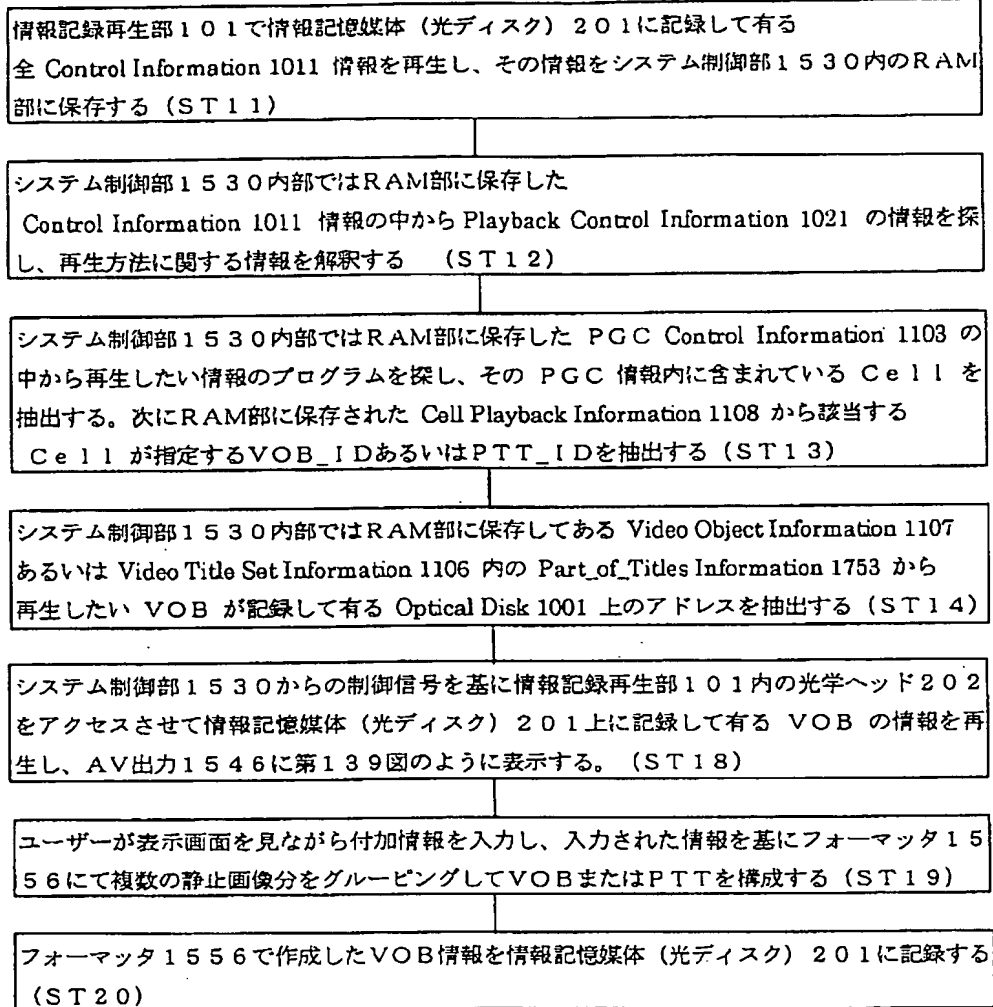 情報記録再生部１０１で情報記憶媒体（光ディスク）２０１に記録して有る
全 Control Information 1011 情報を再生し、その情報をシステム制御部１５３０内のＲＡＭ
部に保存する（ＳＴ１１）
システム制御部１５３０内部ではＲＡＭ部に保存した
Control Information 1011 情報の中から Playback Control Information 1021 の情報を探
し、再生方法に関する情報を解釈する　（ＳＴ１２）
システム制御部１５３０内部ではＲＡＭ部に保存した ＰＧＣ Control Information 1103 の
中から再生したい情報のプログラムを探し、その ＰＧＣ 情報内に含まれている Ｃｅｌｌ を
抽出する。次にＲＡＭ部に保存された Cell Playback Information 1108 から該当する
Ｃｅｌｌ が指定するＶＯＢ_ＩＤあるいはＰＴＴ_ＩＤを抽出する（ＳＴ１３）
システム制御部１５３０内部ではＲＡＭ部に保存してある Video Object Information 1107
あるいは Video Title Set Information 1106 内の Part_of_Titles Information 1753 から
再生したい ＶＯＢ が記録して有る Optical Disk 1001 上のアドレスを抽出する（ＳＴ１４）
システム制御部１５３０からの制御信号を基に情報記録再生部１０１内の光学ヘッド２０２
をアクセスさせて情報記憶媒体（光ディスク）２０１上に記録して有る ＶＯＢ の情報を再
生し、ＡＶ出力１５４６に第１３９図のように表示する。（ＳＴ１８）
ユーザーが表示画面を見ながら付加情報を入力し、入力された情報を基にフォーマッタ１５
５６にて複数の静止画像分をグルーピングしてＶＯＢまたはＰＴＴを構成する（ＳＴ１９）
フォーマッタ１５５６で作成したＶＯＢ情報を情報記憶媒体（光ディスク）２０１に記録する
（ＳＴ２０）